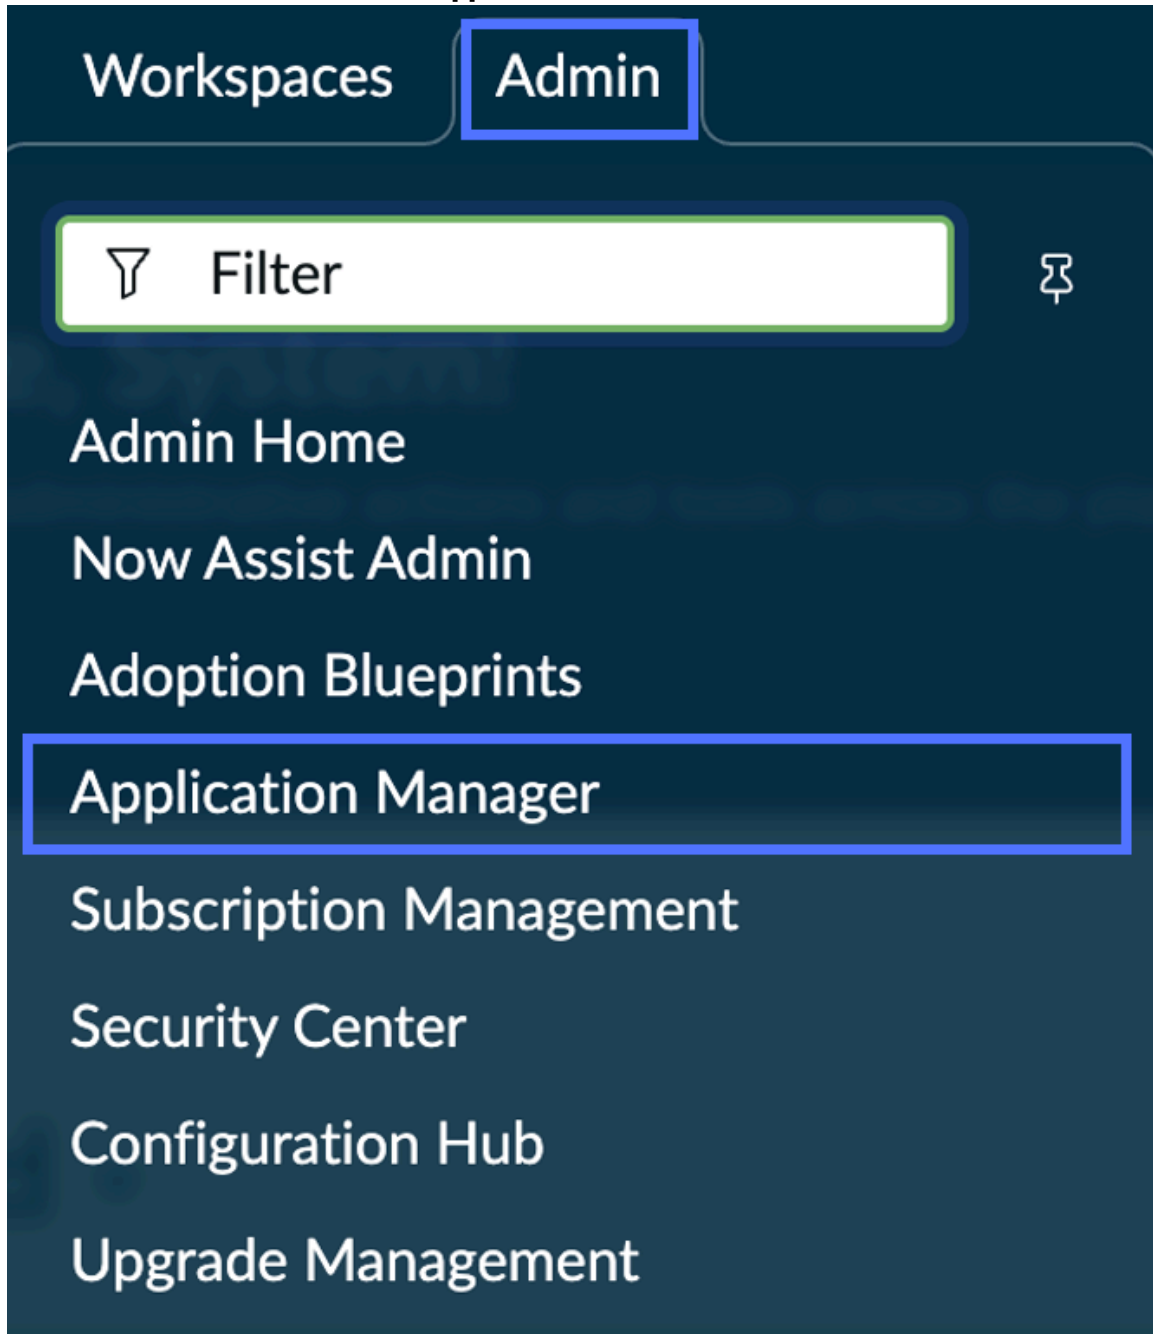 Workspaces Admin
Filter
Admin Home
Now Assist Admin
Adoption Blueprints
Application Manager
Subscription Management
Security Center
Configuration Hub
Upgrade Management